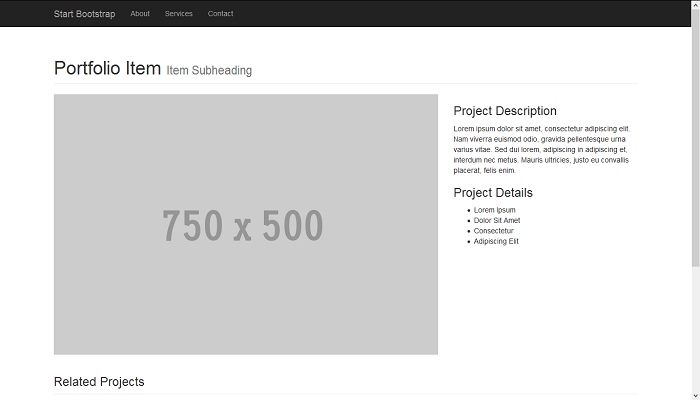 Start Bootstrap About Services Contact
Portfolio Item Item Subheading
750 x 500
Project Description
Lorem ipsum dolor sit amet, consectetur adipiscing elit.
Nam viverra euismod odio, gravida pellentesque urna
varius vitae. Sed dui lorem, adipiscing in adipiscing et,
interdum nec metus. Mauris ultricies, justo eu convallis
placerat, felis enim.
Project Details
Lorem Ipsum
Dolor Sit Amet
Consectetur
Adipiscing Elit
Related Projects